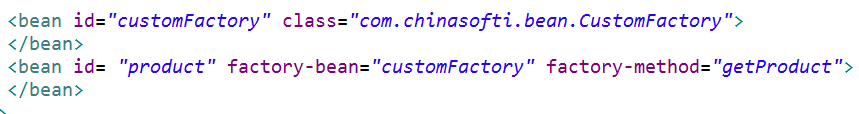 <bean id="customFactory" class="com.chinasofti.bean.CustomFactory">
</bean>
<bean id= "product" factory-bean="customFactory" factory-method="getProduct">
</bean>